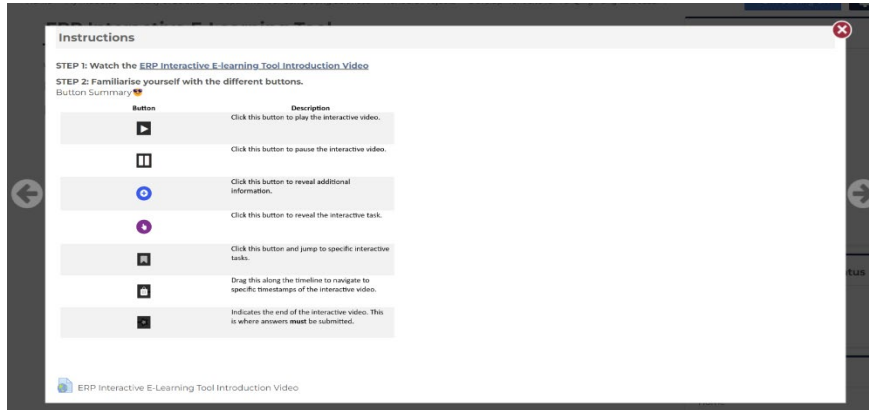 ERP Interactive E-Learning Tool
Instructions
STEP 1: Watch the ERP Interactive E-learning Tool Introduction Video
STEP 2: Familiarise yourself with the different buttons.
Button Summary
Button Description
Click this button to play the interactive video.
Click this button to pause the interactive video.
Click this button to reveal additional
information.
Click this button to reveal the interactive task.
Click this button and jump to specific interactive
tasks.
Drag this along the timeline to navigate to
specific timestamps of the interactive video.
Indicates the end of the interactive video. This
is where answers must be submitted.
ERP Interactive E-Learning Tool Introduction Video